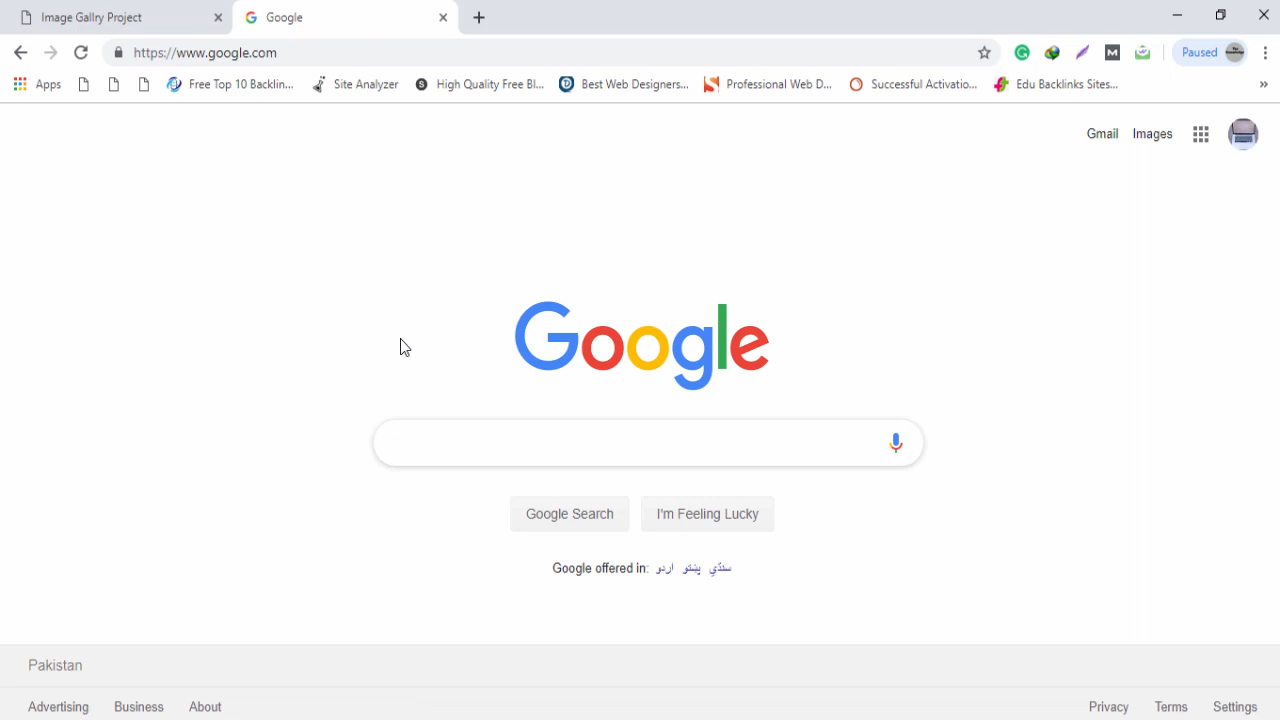 Image Gallry Project
Google
https://www.google.com
Paused
Apps
Free Top 10 Backlin...
Site Analyzer
High Quality Free Bl...
Best Web Designers...
Professional Web D...
Successful Activatio...
Edu Backlinks Sites...
Gmail Images
Google
Google Search
I'm Feeling Lucky
Google offered in: اردو پښتو سنڌي
Pakistan
Advertising Business About
Privacy Terms Settings